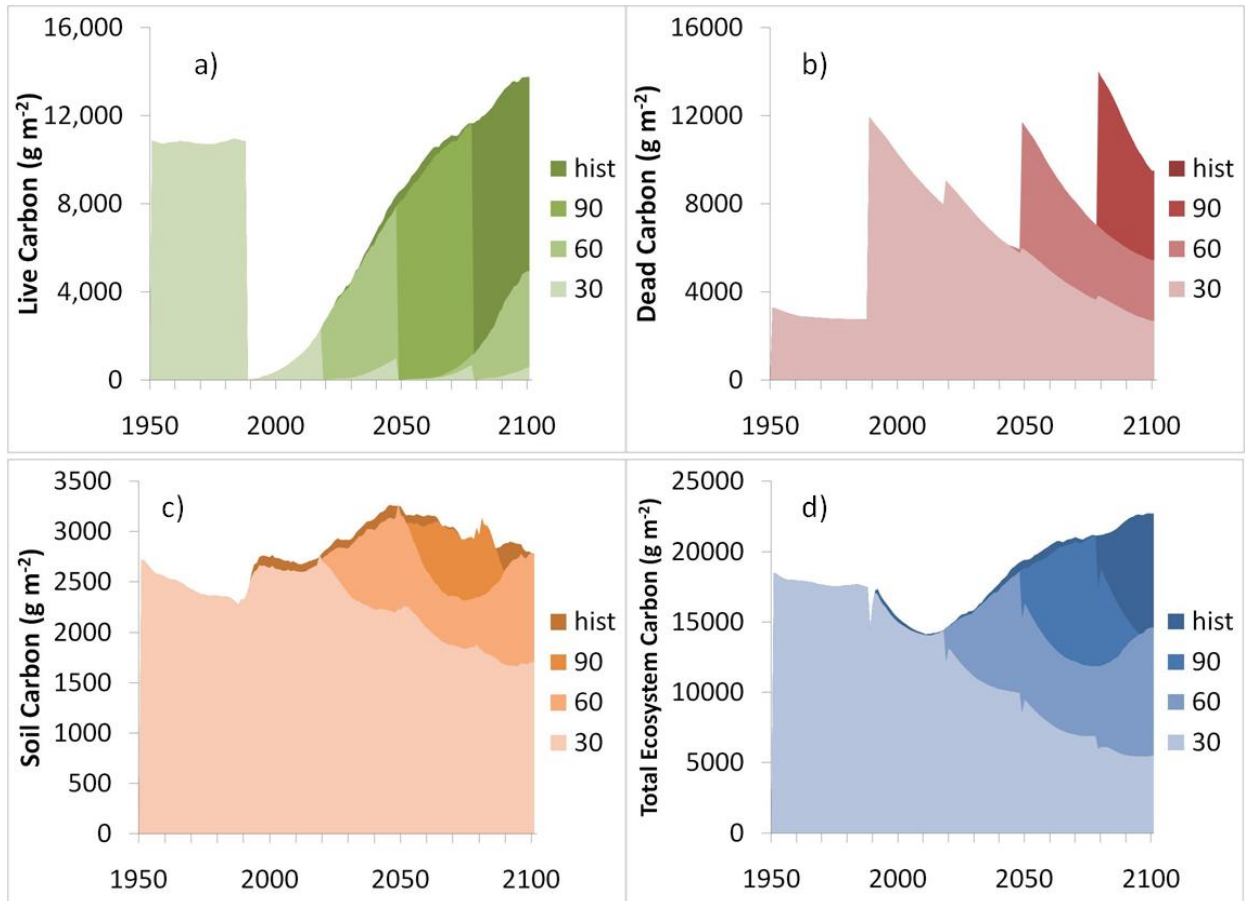 a)
Live Carbon (g m⁻²)
16,000
12,000
8,000
4,000
0
1950 2000 2050 2100
hist
90
60
30
b)
Dead Carbon (g m⁻²)
16000
12000
8000
4000
0
1950 2000 2050 2100
hist
90
60
30
c)
Soil Carbon (g m⁻²)
3500
3000
2500
2000
1500
1000
500
0
1950 2000 2050 2100
hist
90
60
30
d)
Total Ecosystem Carbon (g m⁻²)
25000
20000
15000
10000
5000
0
1950 2000 2050 2100
hist
90
60
30